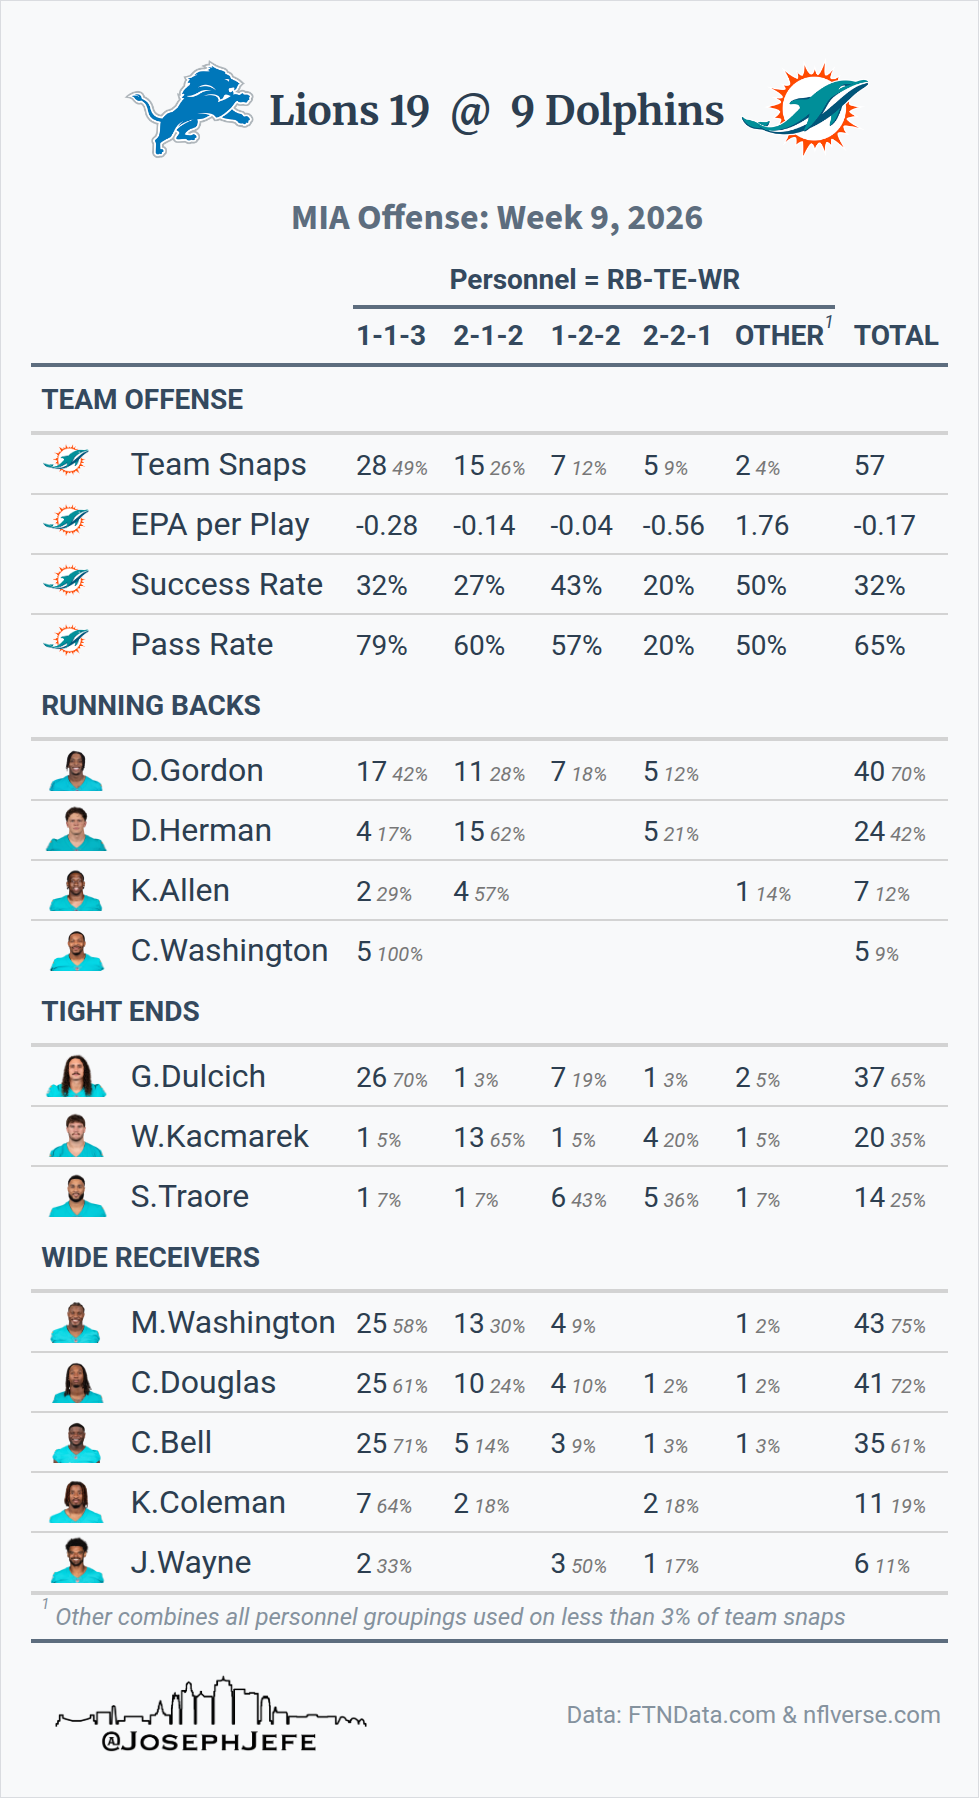 Lions 19 @ 9 Dolphins
MIA Offense: Week 9, 2026
Personnel = RB-TE-WR
1-1-3 2-1-2 1-2-2 2-2-1 OTHER1 TOTAL
TEAM OFFENSE
Team Snaps 28 49% 15 26% 7 12% 5 9% 2 4% 57
EPA per Play -0.28 -0.14 -0.04 -0.56 1.76 -0.17
Success Rate 32% 27% 43% 20% 50% 32%
Pass Rate 79% 60% 57% 20% 50% 65%
RUNNING BACKS
O.Gordon 17 42% 11 28% 7 18% 5 12% 40 70%
D.Herman 4 17% 15 62% 5 21% 24 42%
K.Allen 2 29% 4 57% 1 14% 7 12%
C.Washington 5 100% 5 9%
TIGHT ENDS
G.Dulcich 26 70% 1 3% 7 19% 1 3% 2 5% 37 65%
W.Kacmarek 1 5% 13 65% 1 5% 4 20% 1 5% 20 35%
S.Traore 1 7% 1 7% 6 43% 5 36% 1 7% 14 25%
WIDE RECEIVERS
M.Washington 25 58% 13 30% 4 9% 1 2% 43 75%
C.Douglas 25 61% 10 24% 4 10% 1 2% 1 2% 41 72%
C.Bell 25 71% 5 14% 3 9% 1 3% 1 3% 35 61%
K.Coleman 7 64% 2 18% 2 18% 11 19%
J.Wayne 2 33% 3 50% 1 17% 6 11%
1 Other combines all personnel groupings used on less than 3% of team snaps
@JOSEPHJEFE
Data: FTNData.com & nflverse.com